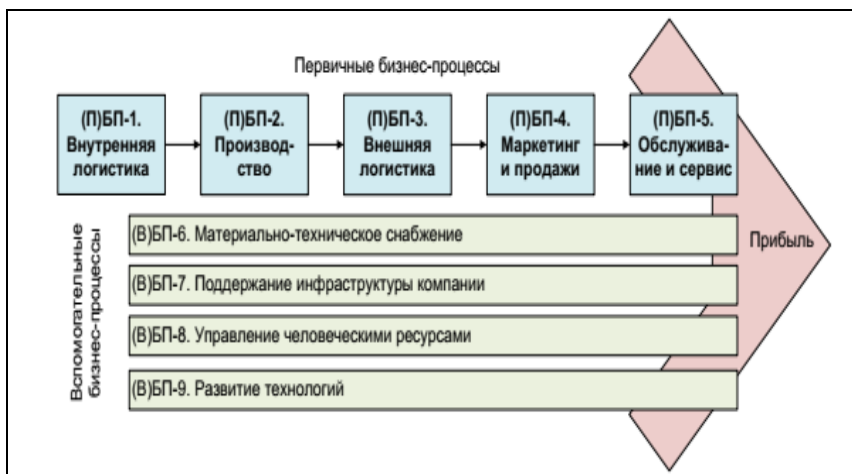 Первичные бизнес-процессы
(П)БП-1.
Внутренняя
логистика
(П)БП-2.
Производ-
ство
(П)БП-3.
Внешняя
логистика
(П)БП-4.
Маркетинг
и продажи
(П)БП-5.
Обслужива-
ние и сервис
Вспомогательные
бизнес-процессы
(В)БП-6. Материально-техническое снабжение
(В)БП-7. Поддержание инфраструктуры компании
(В)БП-8. Управление человеческими ресурсами
(В)БП-9. Развитие технологий
Прибыль